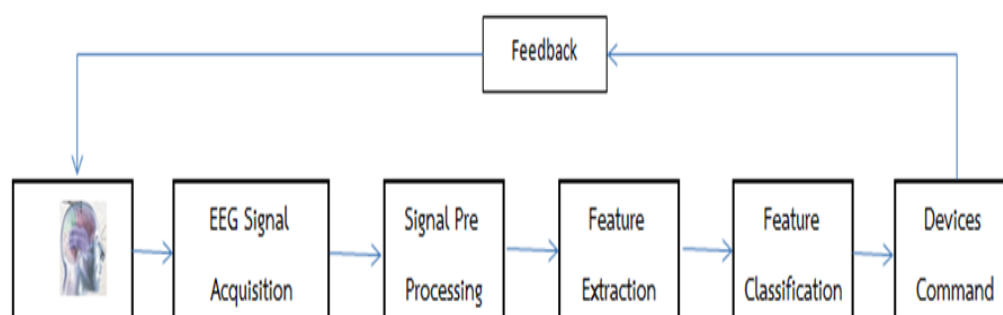 Feedback
EEG Signal
Acquisition
Signal Pre
Processing
Feature
Extraction
Feature
Classification
Devices
Command